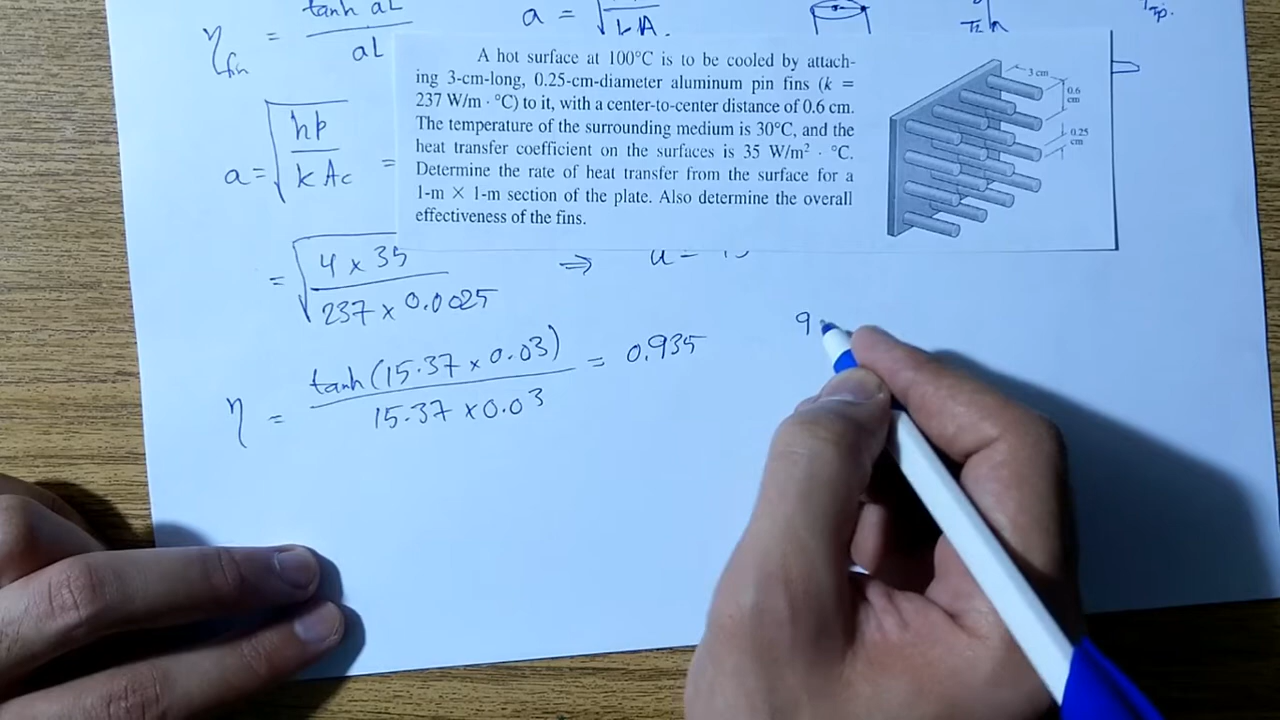 η fin = tanh aL / aL
a = √
Tip.
a = √(hp / k Ac) =
A hot surface at 100°C is to be cooled by attach-
ing 3-cm-long, 0.25-cm-diameter aluminum pin fins (k =
237 W/m · °C) to it, with a center-to-center distance of 0.6 cm.
The temperature of the surrounding medium is 30°C, and the
heat transfer coefficient on the surfaces is 35 W/m² · °C.
Determine the rate of heat transfer from the surface for a
1-m × 1-m section of the plate. Also determine the overall
effectiveness of the fins.
3 cm
0.6
cm
0.25
cm
= √(4 x 35 / 237 x 0.0025) ⇒
η = tanh(15.37 x 0.03) / 15.37 x 0.03 = 0.935
9